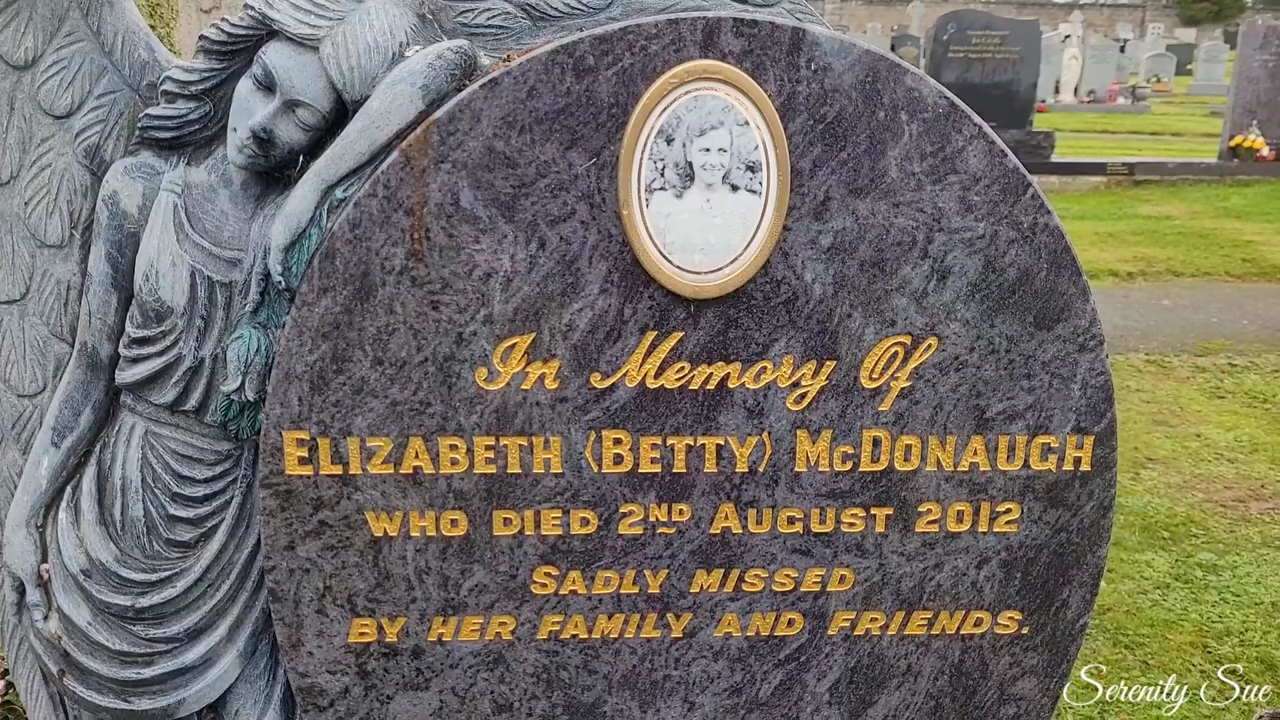 In Memory Of
ELIZABETH (BETTY) McDONAUGH
WHO DIED 2ND AUGUST 2012
SADLY MISSED
BY HER FAMILY AND FRIENDS.
Serenity Sue